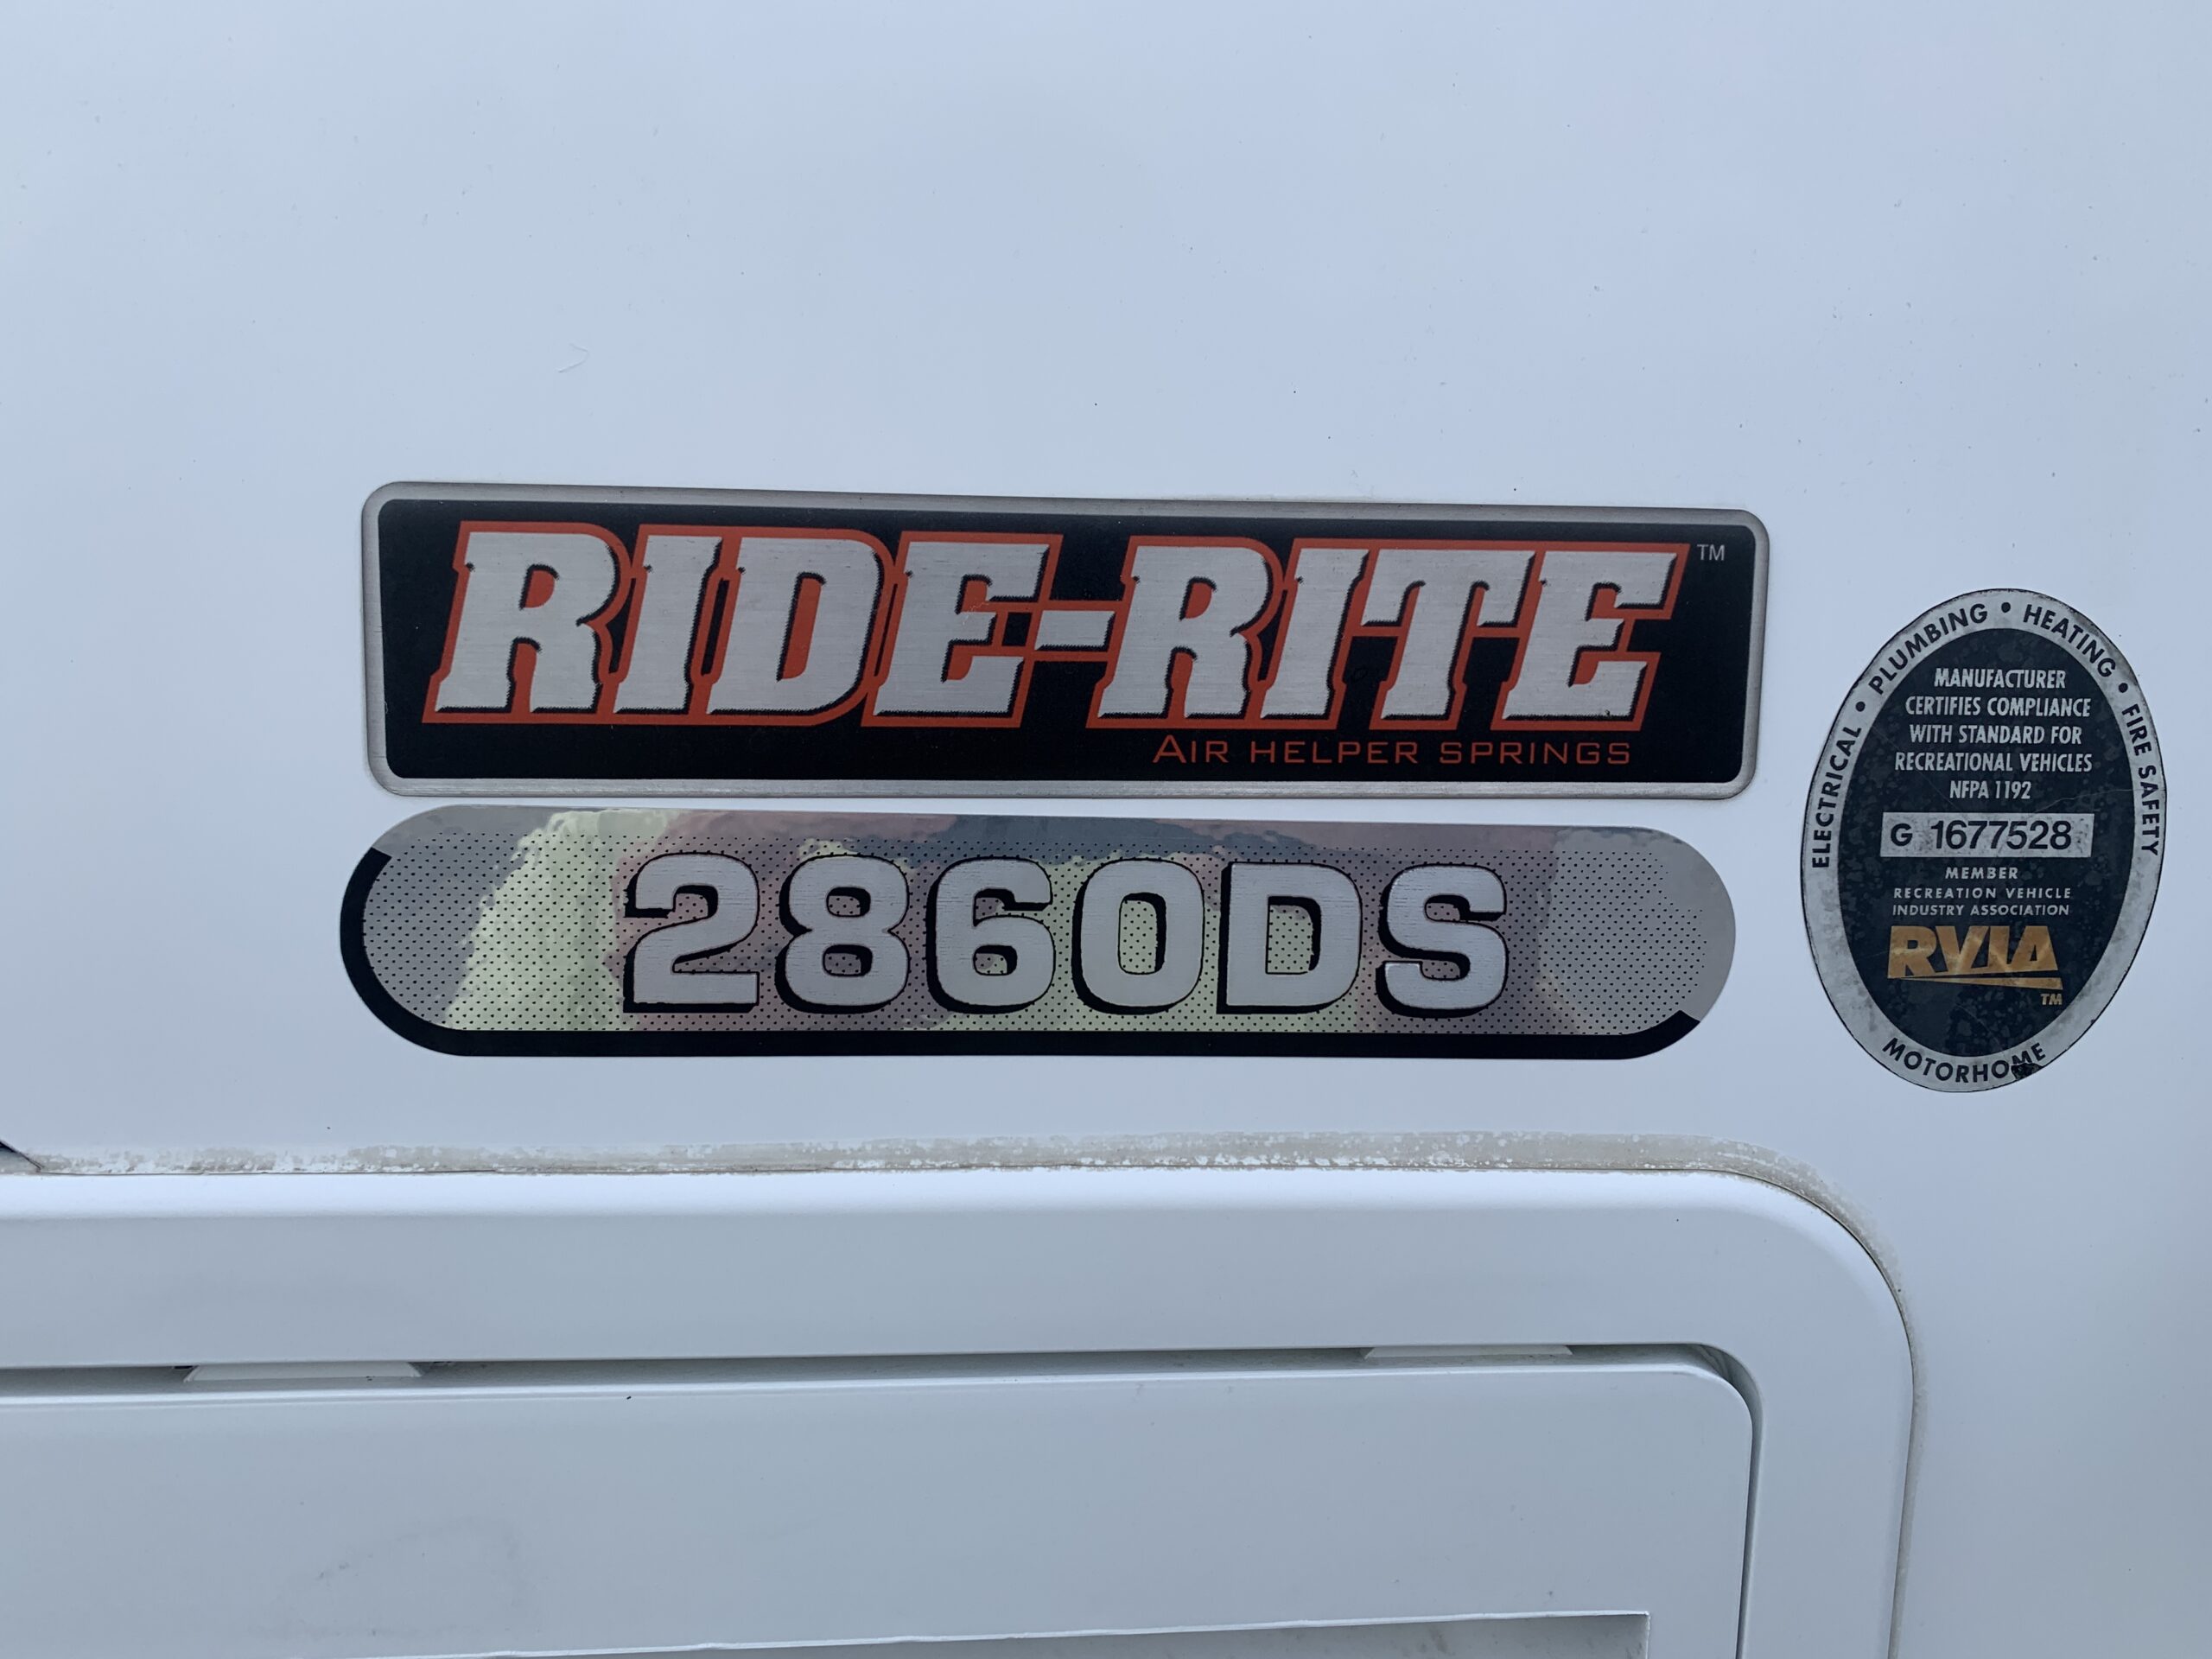 RIDE-RITE™
AIR HELPER SPRINGS
2860DS
ELECTRICAL • PLUMBING • HEATING • FIRE SAFETY
MANUFACTURER
CERTIFIES COMPLIANCE
WITH STANDARD FOR
RECREATIONAL VEHICLES
NFPA 1192
G 1677528
MEMBER
RECREATION VEHICLE
INDUSTRY ASSOCIATION
RVIA
TM
MOTORHOME